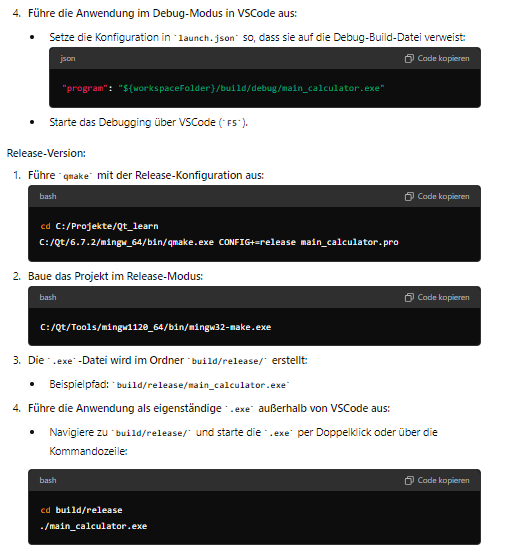 4. Führe die Anwendung im Debug-Modus in VSCode aus:
• Setze die Konfiguration in `launch.json` so, dass sie auf die Debug-Build-Datei verweist:
json Code kopieren
"program": "${workspaceFolder}/build/debug/main_calculator.exe"
• Starte das Debugging über VSCode (`F5`).
Release-Version:
1. Führe `qmake` mit der Release-Konfiguration aus:
bash Code kopieren
cd C:/Projekte/Qt_learn
C:/Qt/6.7.2/mingw_64/bin/qmake.exe CONFIG+=release main_calculator.pro
2. Baue das Projekt im Release-Modus:
bash Code kopieren
C:/Qt/Tools/mingw1120_64/bin/mingw32-make.exe
3. Die `.exe`-Datei wird im Ordner `build/release/` erstellt:
• Beispielpfad: `build/release/main_calculator.exe`
4. Führe die Anwendung als eigenständige `.exe` außerhalb von VSCode aus:
• Navigiere zu `build/release/` und starte die `.exe` per Doppelklick oder über die
Kommandozeile:
bash Code kopieren
cd build/release
./main_calculator.exe